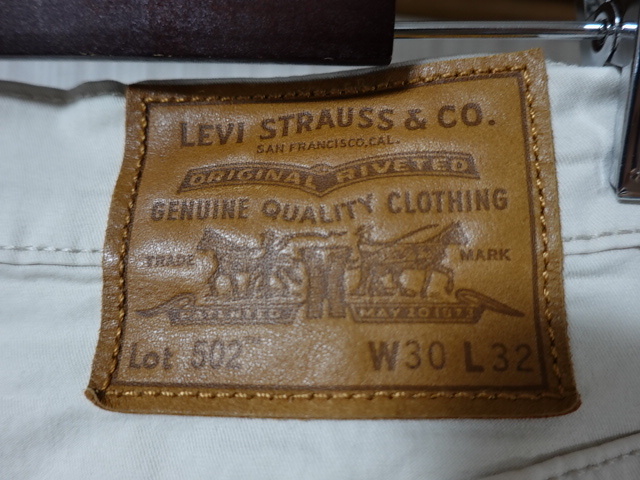 LEVI STRAUSS & CO.
SAN FRANCISCO, CAL.
ORIGINAL RIVETED
GENUINE QUALITY CLOTHING
TRADE MARK
PATENTED MAY 20 1873
Lot 502™ W30 L32